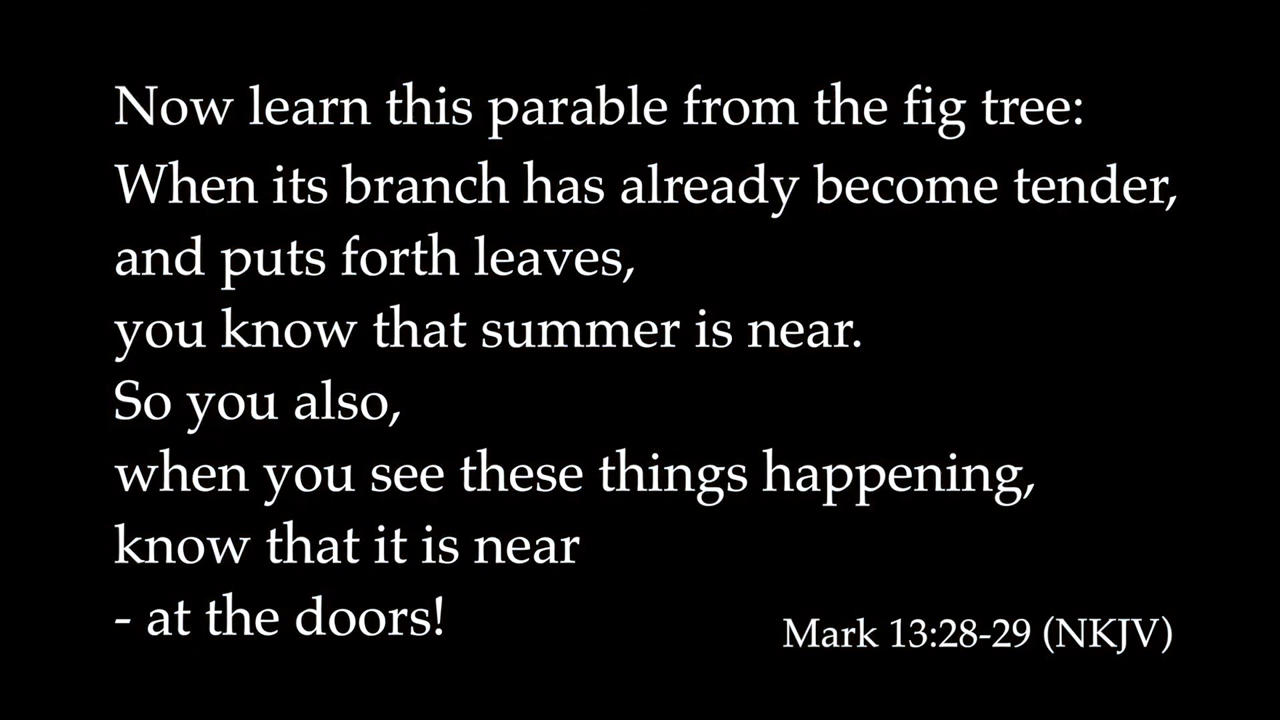 Now learn this parable from the fig tree:
When its branch has already become tender,
and puts forth leaves,
you know that summer is near.
So you also,
when you see these things happening,
know that it is near
- at the doors!
Mark 13:28-29 (NKJV)